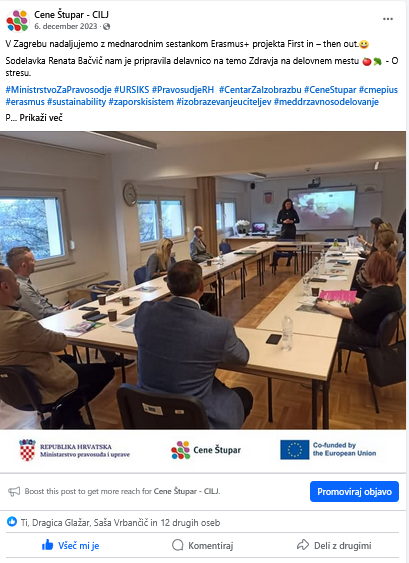 Cene Štupar - CILJ
6. december 2023
V Zagrebu nadaljujemo z mednarodnim sestankom Erasmus+ projekta First in – then out.😀
Sodelavka Renata Bačvič nam je pripravila delavnico na temo Zdravja na delovnem mestu 🍎🥦 - O
stresu.
#MinistrstvoZaPravosodje #URSIKS #PravosudjeRH #CentarZaIzobrazbu #CeneStupar #cmepius
#erasmus #sustainability #zaporskisistem #izobrazevanjeuciteljev #meddrzavnosodelovanje
P... Prikaži več
REPUBLIKA HRVATSKA
Ministarstvo pravosuđa i uprave
Cene Štupar
Co-funded by
the European Union
Boost this post to get more reach for Cene Štupar - CILJ.
Promoviraj objavo
Ti, Dragica Glažar, Saša Vrbančič in 12 drugih oseb
Všeč mi je
Komentiraj
Deli z drugimi